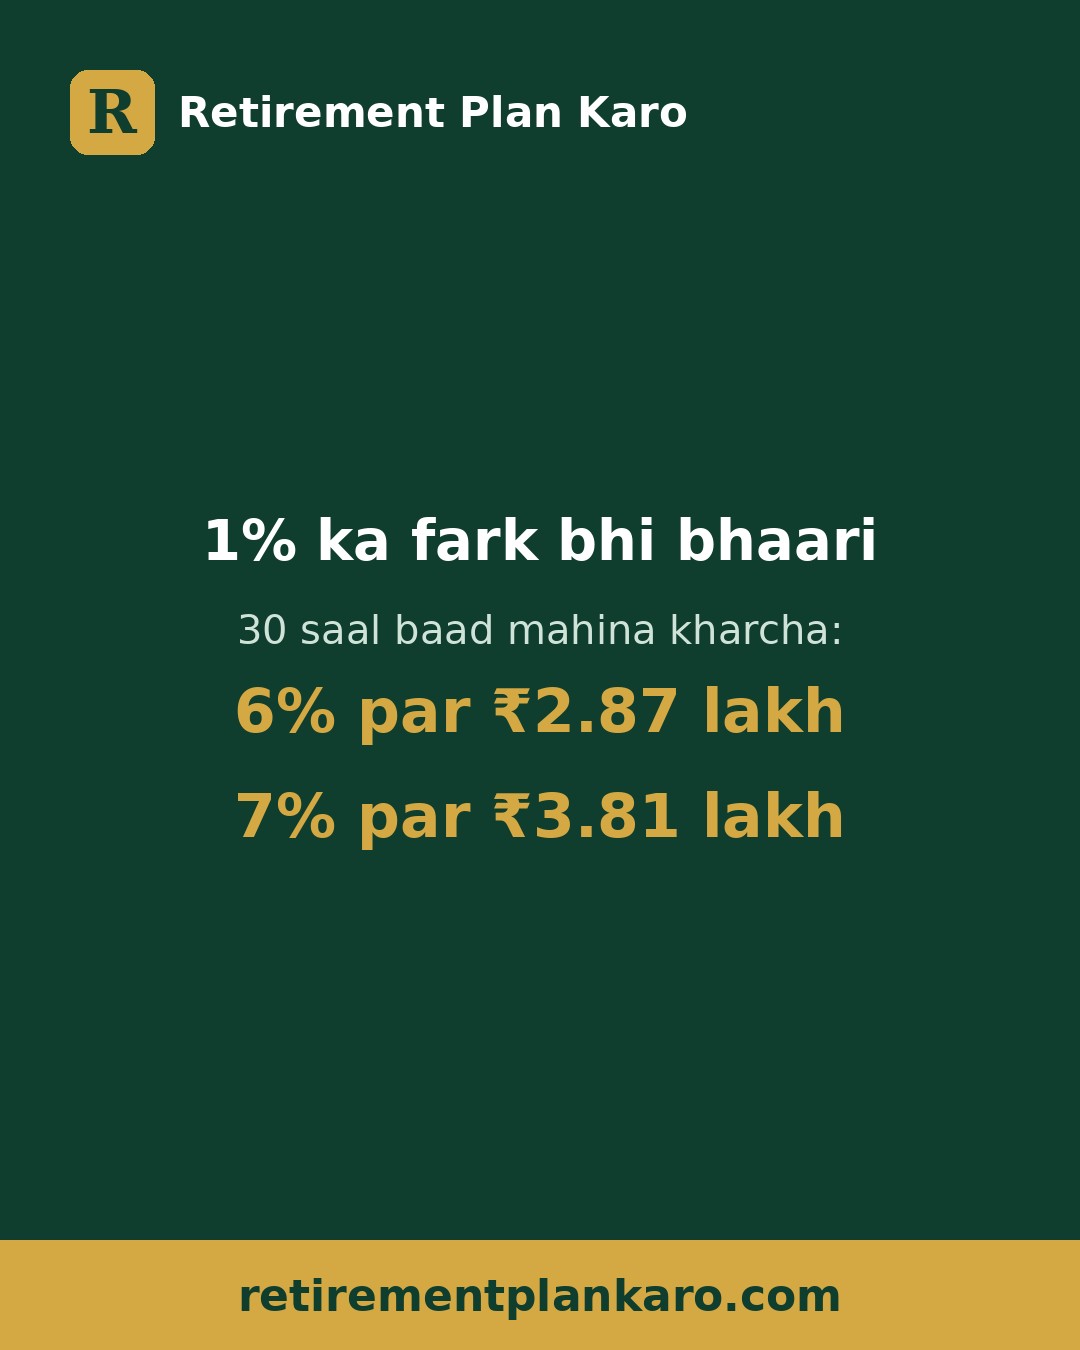 R
Retirement Plan Karo
1% ka fark bhi bhaari
30 saal baad mahina kharcha:
6% par ₹2.87 lakh
7% par ₹3.81 lakh
retirementplankaro.com